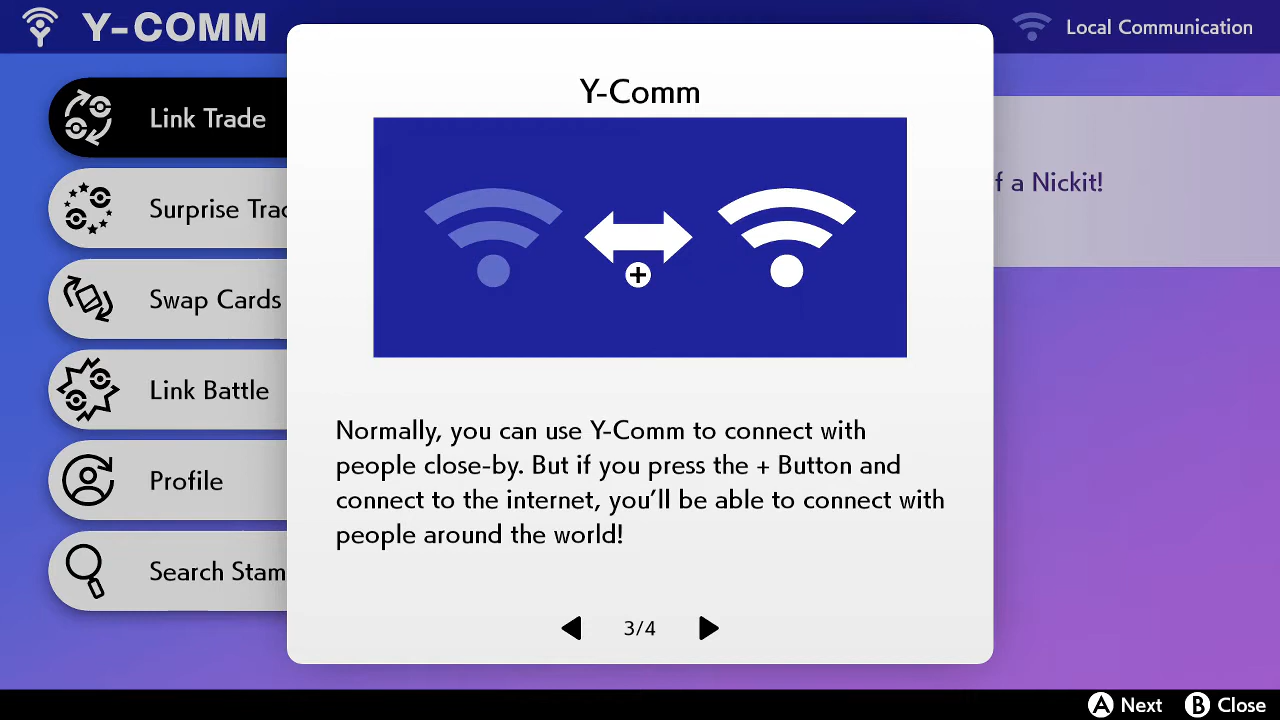 Y-COMM
Local Communication
Link Trade
Surprise Trad
Swap Cards
Link Battle
Profile
Search Stam
f a Nickit!
Y-Comm
Normally, you can use Y-Comm to connect with
people close-by. But if you press the + Button and
connect to the internet, you'll be able to connect with
people around the world!
3/4
A Next B Close